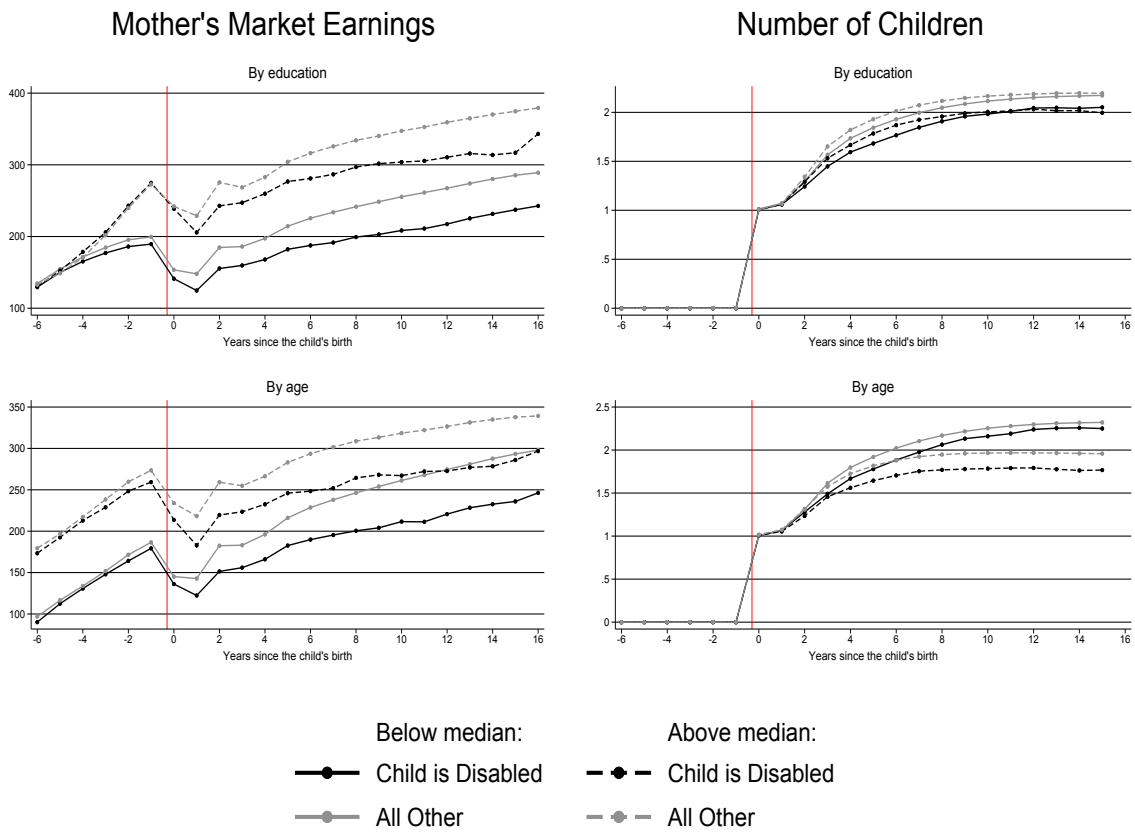 Mother's Market Earnings
Number of Children
By education
400
300
200
100
-6 -4 -2 0 2 4 6 8 10 12 14 16
Years since the child's birth
By education
2
1.5
1
.5
0
-6 -4 -2 0 2 4 6 8 10 12 14 16
Years since the child's birth
By age
350
300
250
200
150
100
-6 -4 -2 0 2 4 6 8 10 12 14 16
Years since the child's birth
By age
2.5
2
1.5
1
.5
0
-6 -4 -2 0 2 4 6 8 10 12 14 16
Years since the child's birth
Below median:
Above median:
Child is Disabled
Child is Disabled
All Other
All Other